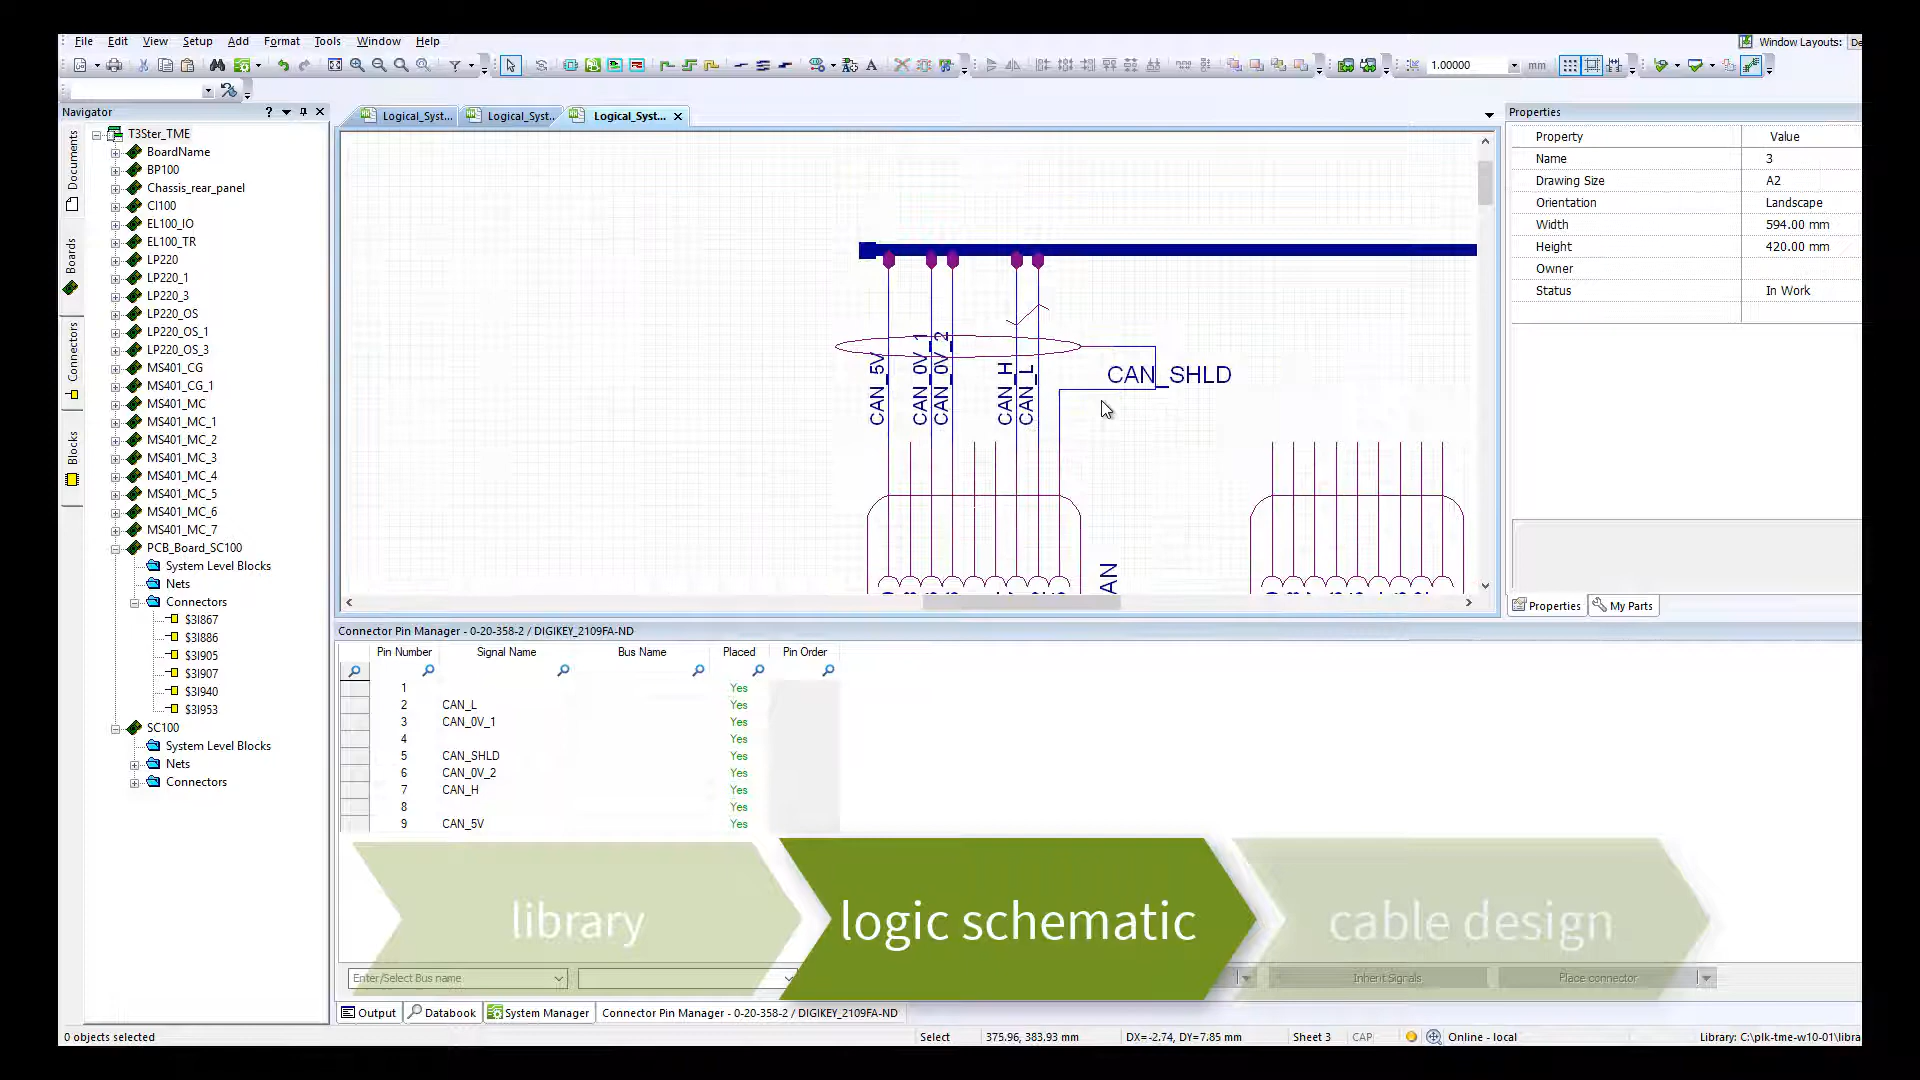 File Edit View Setup Add Format Tools Window Help
Window Layouts: De
1.00000 mm
Navigator
Documents
Boards
Connectors
Blocks
T3Ster_TME
BoardName
BP100
Chassis_rear_panel
CI100
EL100_IO
EL100_TR
LP220
LP220_1
LP220_3
LP220_OS
LP220_OS_1
LP220_OS_3
MS401_CG
MS401_CG_1
MS401_MC
MS401_MC_1
MS401_MC_2
MS401_MC_3
MS401_MC_4
MS401_MC_5
MS401_MC_6
MS401_MC_7
PCB_Board_SC100
System Level Blocks
Nets
Connectors
$3I867
$3I886
$3I905
$3I907
$3I940
$3I953
SC100
System Level Blocks
Nets
Connectors
Logical_Syst... Logical_Syst.. Logical_Syst...
CAN_5V
CAN_0V_1
CAN_0V_2
CAN_H
CAN_L
CAN_SHLD
AN
Properties
Property Value
Name 3
Drawing Size A2
Orientation Landscape
Width 594.00 mm
Height 420.00 mm
Owner
Status In Work
Properties My Parts
Connector Pin Manager - 0-20-358-2 / DIGIKEY_2109FA-ND
Pin Number Signal Name Bus Name Placed Pin Order
1 Yes
2 CAN_L Yes
3 CAN_0V_1 Yes
4 Yes
5 CAN_SHLD Yes
6 CAN_0V_2 Yes
7 CAN_H Yes
8 Yes
9 CAN_5V Yes
library
logic schematic
cable design
Enter/Select Bus name
Inherit Signals
Place connector
Output Databook System Manager Connector Pin Manager - 0-20-358-2 / DIGIKEY_2109FA-ND
0 objects selected
Select 375.96, 383.93 mm DX=-2.74, DY=7.85 mm Sheet 3 CAP Online - local Library: C:\plk-tme-w10-01\libra